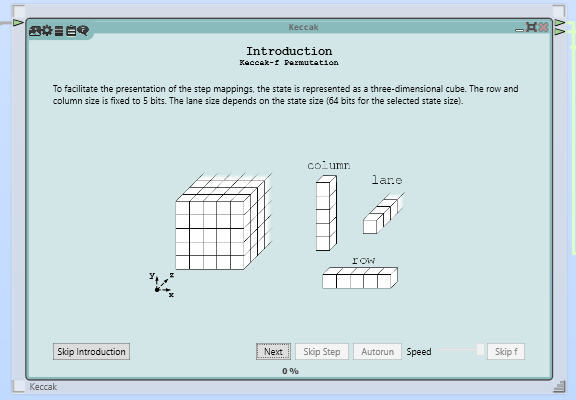 Keccak
Introduction
Keccak-f Permutation
To facilitate the presentation of the step mappings, the state is represented as a three-dimensional cube. The row and
column size is fixed to 5 bits. The lane size depends on the state size (64 bits for the selected state size).
column
lane
row
y
z
x
Skip Introduction
Next
Skip Step
Autorun
Speed
Skip f
0 %
Keccak